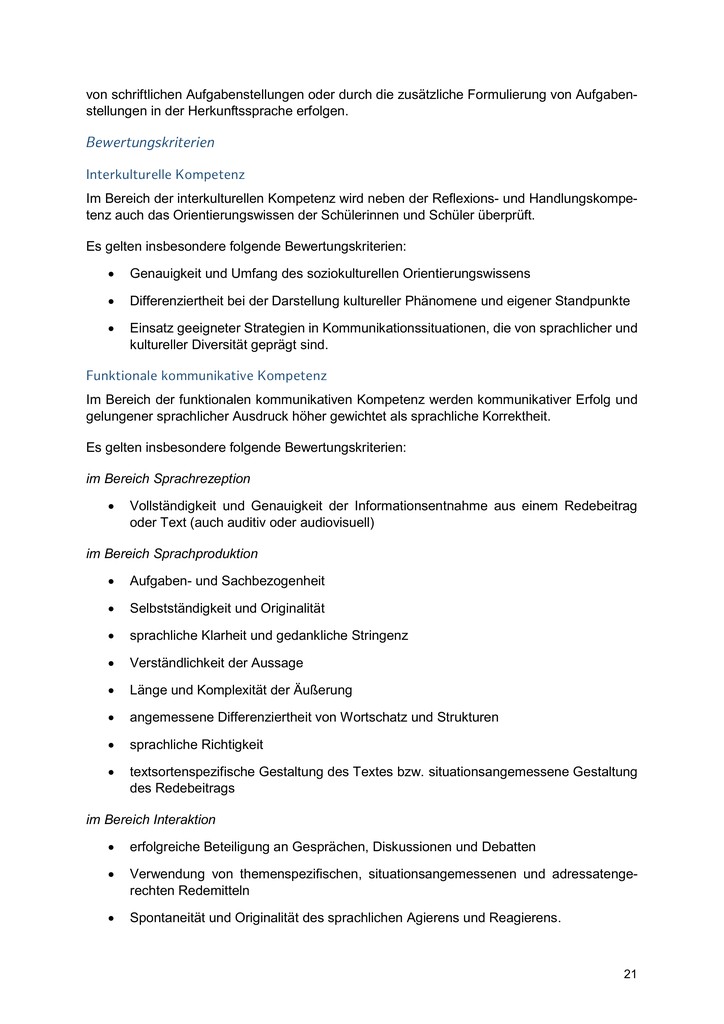 von schriftlichen Aufgabenstellungen oder durch die zusätzliche Formulierung von Aufgaben-
stellungen in der Herkunftssprache erfolgen.
Bewertungskriterien
Interkulturelle Kompetenz
Im Bereich der interkulturellen Kompetenz wird neben der Reflexions- und Handlungskompe-
tenz auch das Orientierungswissen der Schülerinnen und Schüler überprüft.
Es gelten insbesondere folgende Bewertungskriterien:
• Genauigkeit und Umfang des soziokulturellen Orientierungswissens
• Differenziertheit bei der Darstellung kultureller Phänomene und eigener Standpunkte
• Einsatz geeigneter Strategien in Kommunikationssituationen, die von sprachlicher und
kultureller Diversität geprägt sind.
Funktionale kommunikative Kompetenz
Im Bereich der funktionalen kommunikativen Kompetenz werden kommunikativer Erfolg und
gelungener sprachlicher Ausdruck höher gewichtet als sprachliche Korrektheit.
Es gelten insbesondere folgende Bewertungskriterien:
im Bereich Sprachrezeption
• Vollständigkeit und Genauigkeit der Informationsentnahme aus einem Redebeitrag
oder Text (auch auditiv oder audiovisuell)
im Bereich Sprachproduktion
• Aufgaben- und Sachbezogenheit
• Selbstständigkeit und Originalität
• sprachliche Klarheit und gedankliche Stringenz
• Verständlichkeit der Aussage
• Länge und Komplexität der Äußerung
• angemessene Differenziertheit von Wortschatz und Strukturen
• sprachliche Richtigkeit
• textsortenspezifische Gestaltung des Textes bzw. situationsangemessene Gestaltung
des Redebeitrags
im Bereich Interaktion
• erfolgreiche Beteiligung an Gesprächen, Diskussionen und Debatten
• Verwendung von themenspezifischen, situationsangemessenen und adressatenge-
rechten Redemitteln
• Spontaneität und Originalität des sprachlichen Agierens und Reagierens.
21